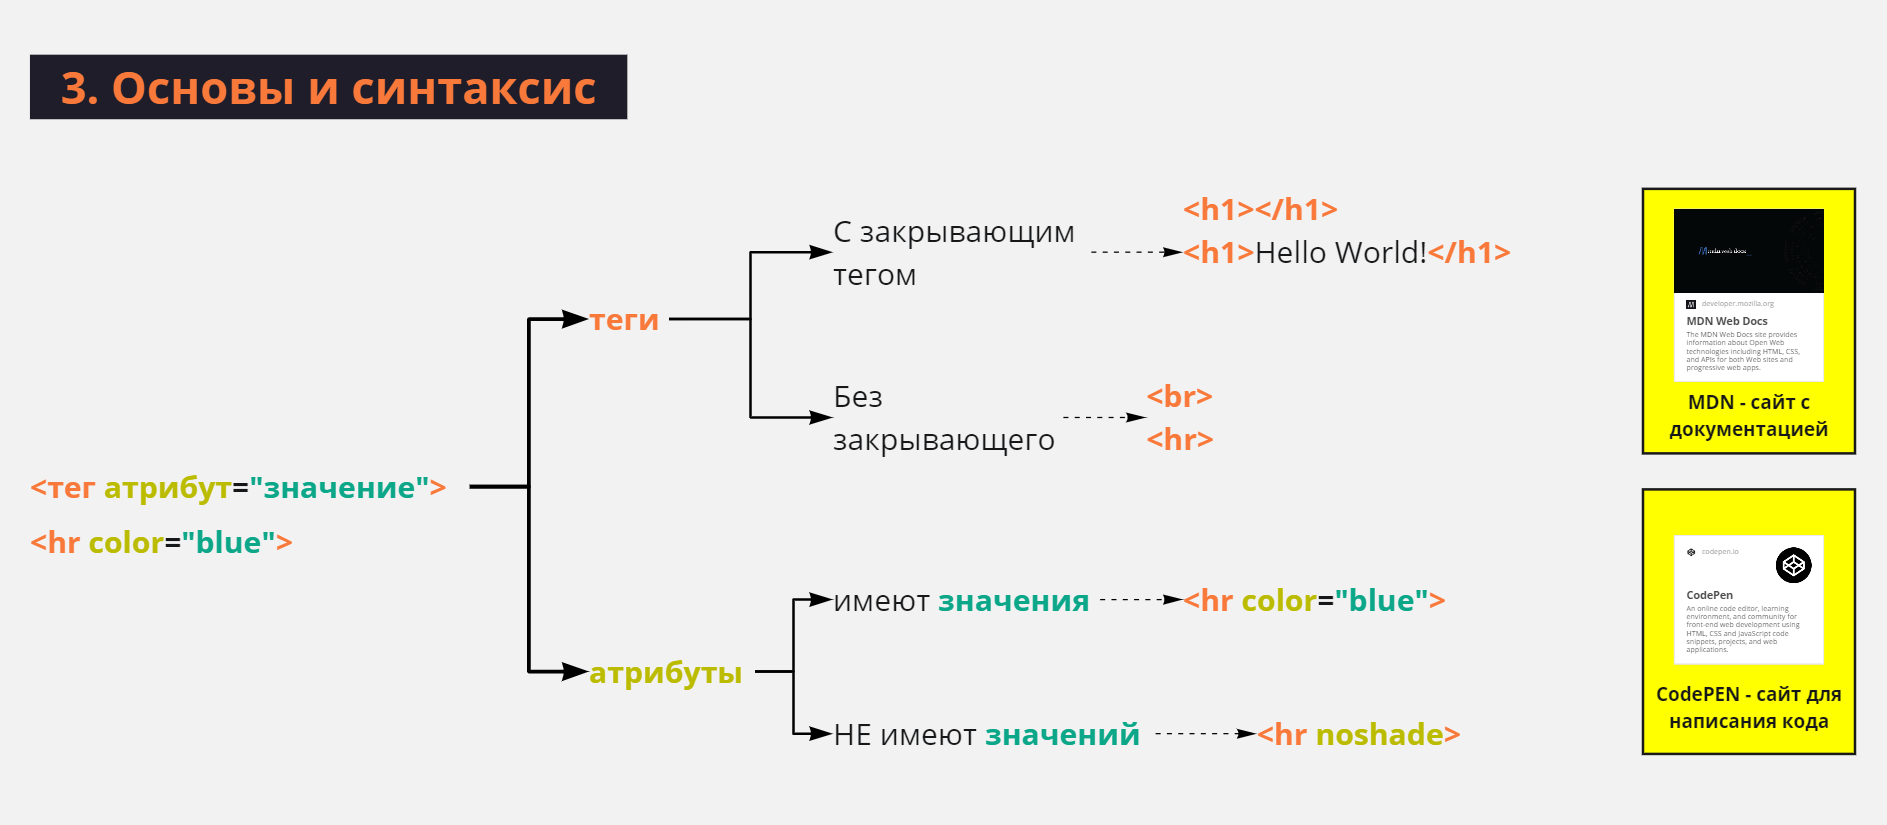 3. Основы и синтаксис
<тег атрибут="значение">
<hr color="blue">
теги
С закрывающим
тегом
<h1></h1>
<h1>Hello World!</h1>
Без
закрывающего
<br>
<hr>
атрибуты
имеют значения
<hr color="blue">
НЕ имеют значений
<hr noshade>
mdn web docs_
developer.mozilla.org
MDN Web Docs
The MDN Web Docs site provides
information about Open Web
technologies including HTML, CSS,
and APIs for both Web sites and
progressive web apps.
MDN - сайт с
документацией
codepen.io
CodePen
An online code editor, learning
environment, and community for
front-end web development using
HTML, CSS and JavaScript code
snippets, projects, and web
applications.
CodePEN - сайт для
написания кода